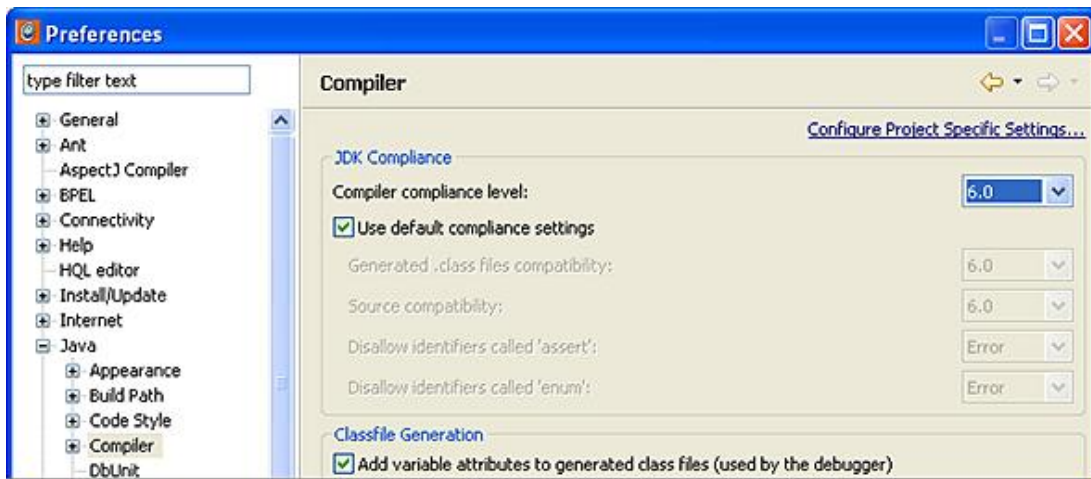 Preferences
type filter text
General
Ant
AspectJ Compiler
BPEL
Connectivity
Help
HQL editor
Install/Update
Internet
Java
Appearance
Build Path
Code Style
Compiler
DbUnit
Compiler
Configure Project Specific Settings...
JDK Compliance
Compiler compliance level: 6.0
Use default compliance settings
Generated .class files compatibility: 6.0
Source compatibility: 6.0
Disallow identifiers called 'assert': Error
Disallow identifiers called 'enum': Error
Classfile Generation
Add variable attributes to generated class files (used by the debugger)